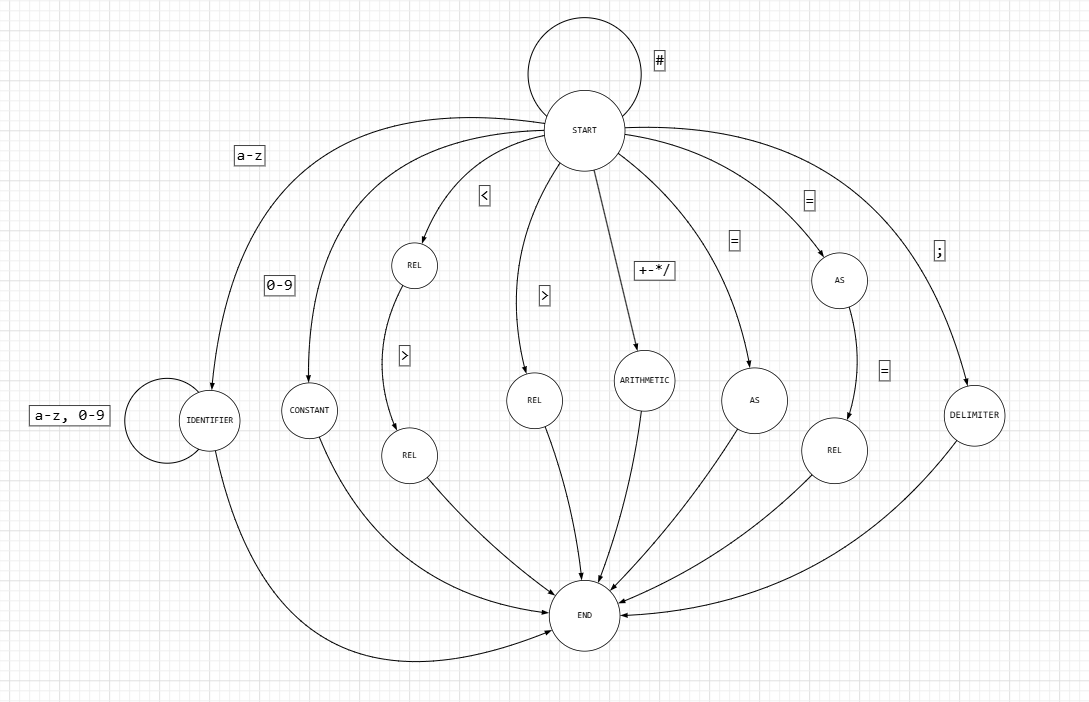 #
START
a-z
<
=
=
;
0-9
REL
>
+-*/
AS
>
=
a-z, 0-9
IDENTIFIER
CONSTANT
REL
REL
ARITHMETIC
AS
REL
DELIMITER
END